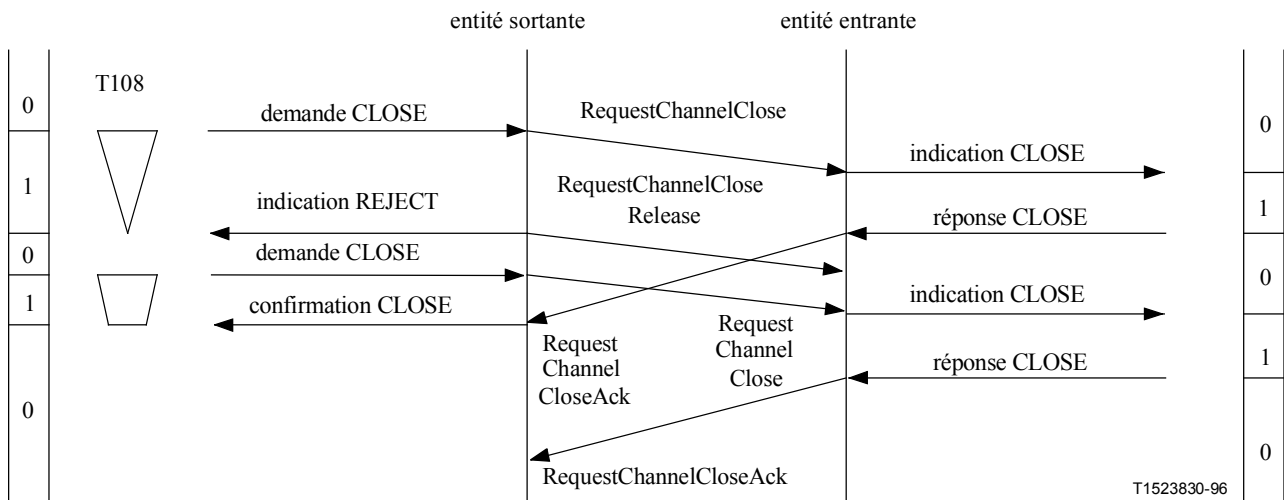 entité sortante
entité entrante
T108
0
demande CLOSE
RequestChannelClose
0
indication CLOSE
1
RequestChannelClose
Release
indication REJECT
1
réponse CLOSE
0
demande CLOSE
0
indication CLOSE
1
confirmation CLOSE
Request
Channel
CloseAck
Request
Channel
Close
1
réponse CLOSE
0
0
RequestChannelCloseAck
T1523830-96